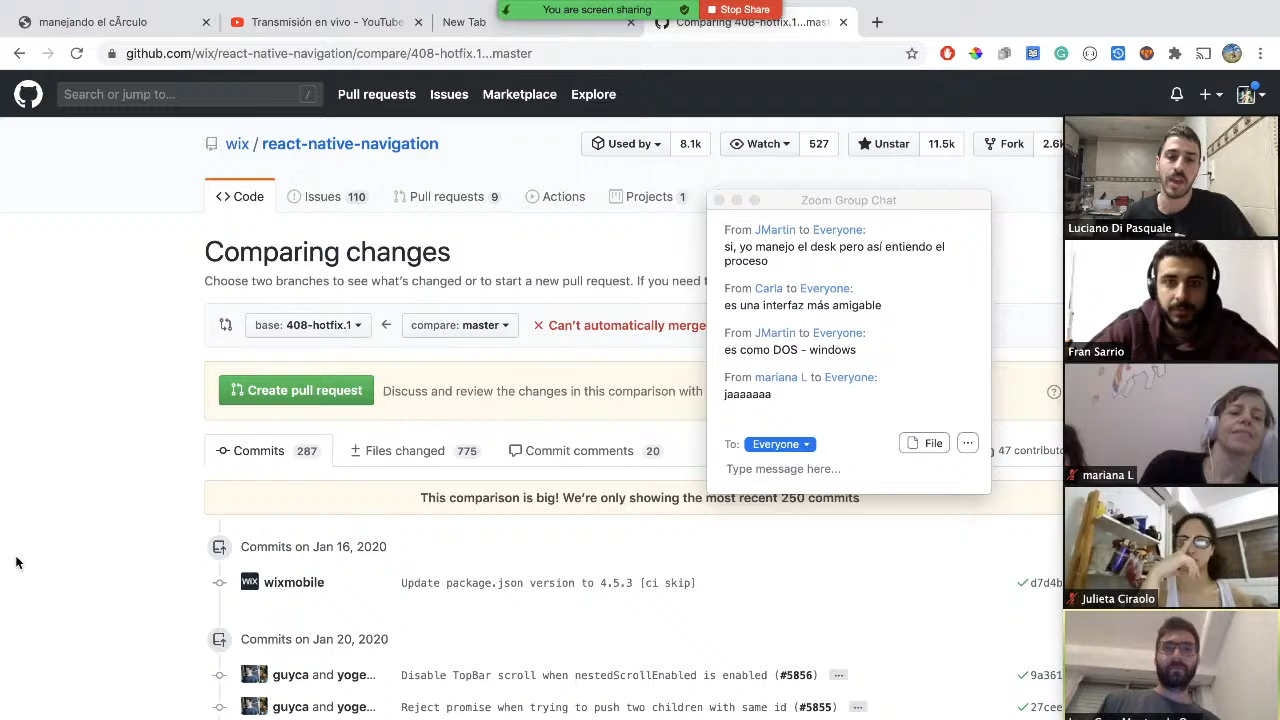 manejando el cÃrculo
Transmisión en vivo - YouTube
New Tab
You are screen sharing
Stop Share
Comparing 408-hotfix.1...mast
github.com/wix/react-native-navigation/compare/408-hotfix.1...master
Search or jump to...
/
Pull requests
Issues
Marketplace
Explore
wix / react-native-navigation
Used by
8.1k
Watch
527
Unstar
11.5k
Fork
2.6k
<> Code
Issues 110
Pull requests 9
Actions
Projects 1
Comparing changes
Choose two branches to see what's changed or to start a new pull request. If you need t
base: 408-hotfix.1
compare: master
Can't automatically merge
Create pull request
Discuss and review the changes in this comparison with
Commits 287
Files changed 775
Commit comments 20
47 contributo
This comparison is big! We're only showing the most recent 250 commits
Commits on Jan 16, 2020
WiX
wixmobile
Update package.json version to 4.5.3 [ci skip]
d7d4b
Commits on Jan 20, 2020
guyca and yoge...
Disable TopBar scroll when nestedScrollEnabled is enabled (#5856)
...
9a361
guyca and yoge...
Reject promise when trying to push two children with same id (#5855)
...
27cee
Zoom Group Chat
From JMartin to Everyone:
si, yo manejo el desk pero así entiendo el
proceso
From Carla to Everyone:
es una interfaz más amigable
From JMartin to Everyone:
es como DOS - windows
From mariana L to Everyone:
jaaaaaaa
To: Everyone
File
...
Type message here...
Luciano Di Pasquale
Fran Sarrio
mariana L
Julieta Ciraolo